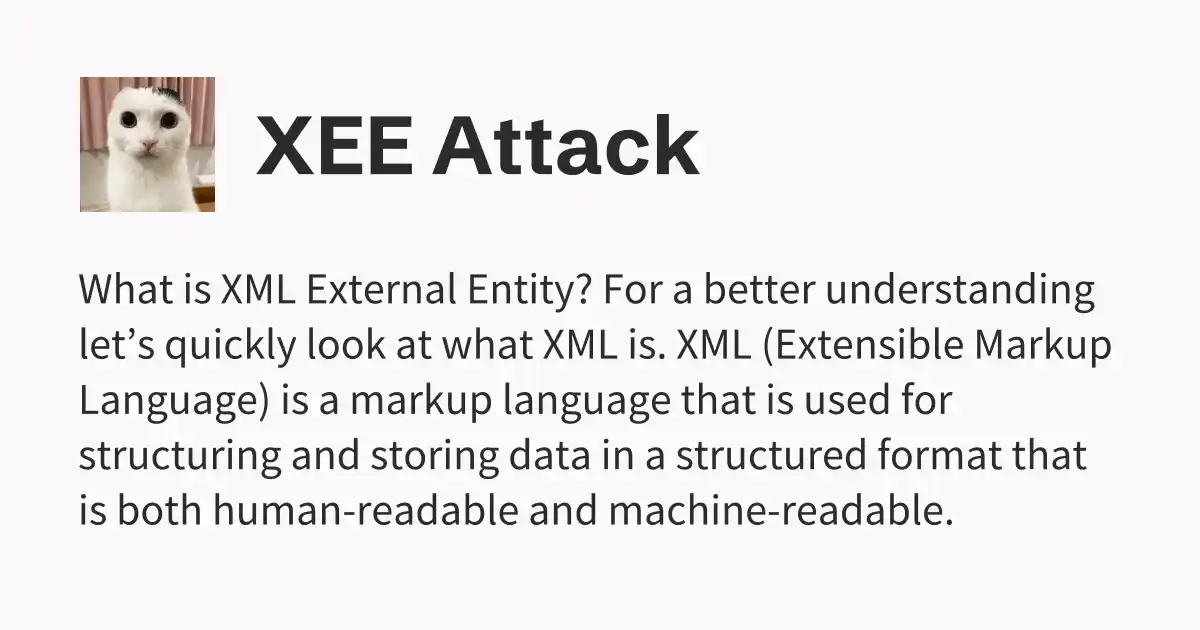 XEE Attack
What is XML External Entity? For a better understanding
let’s quickly look at what XML is. XML (Extensible Markup
Language) is a markup language that is used for
structuring and storing data in a structured format that
is both human-readable and machine-readable.